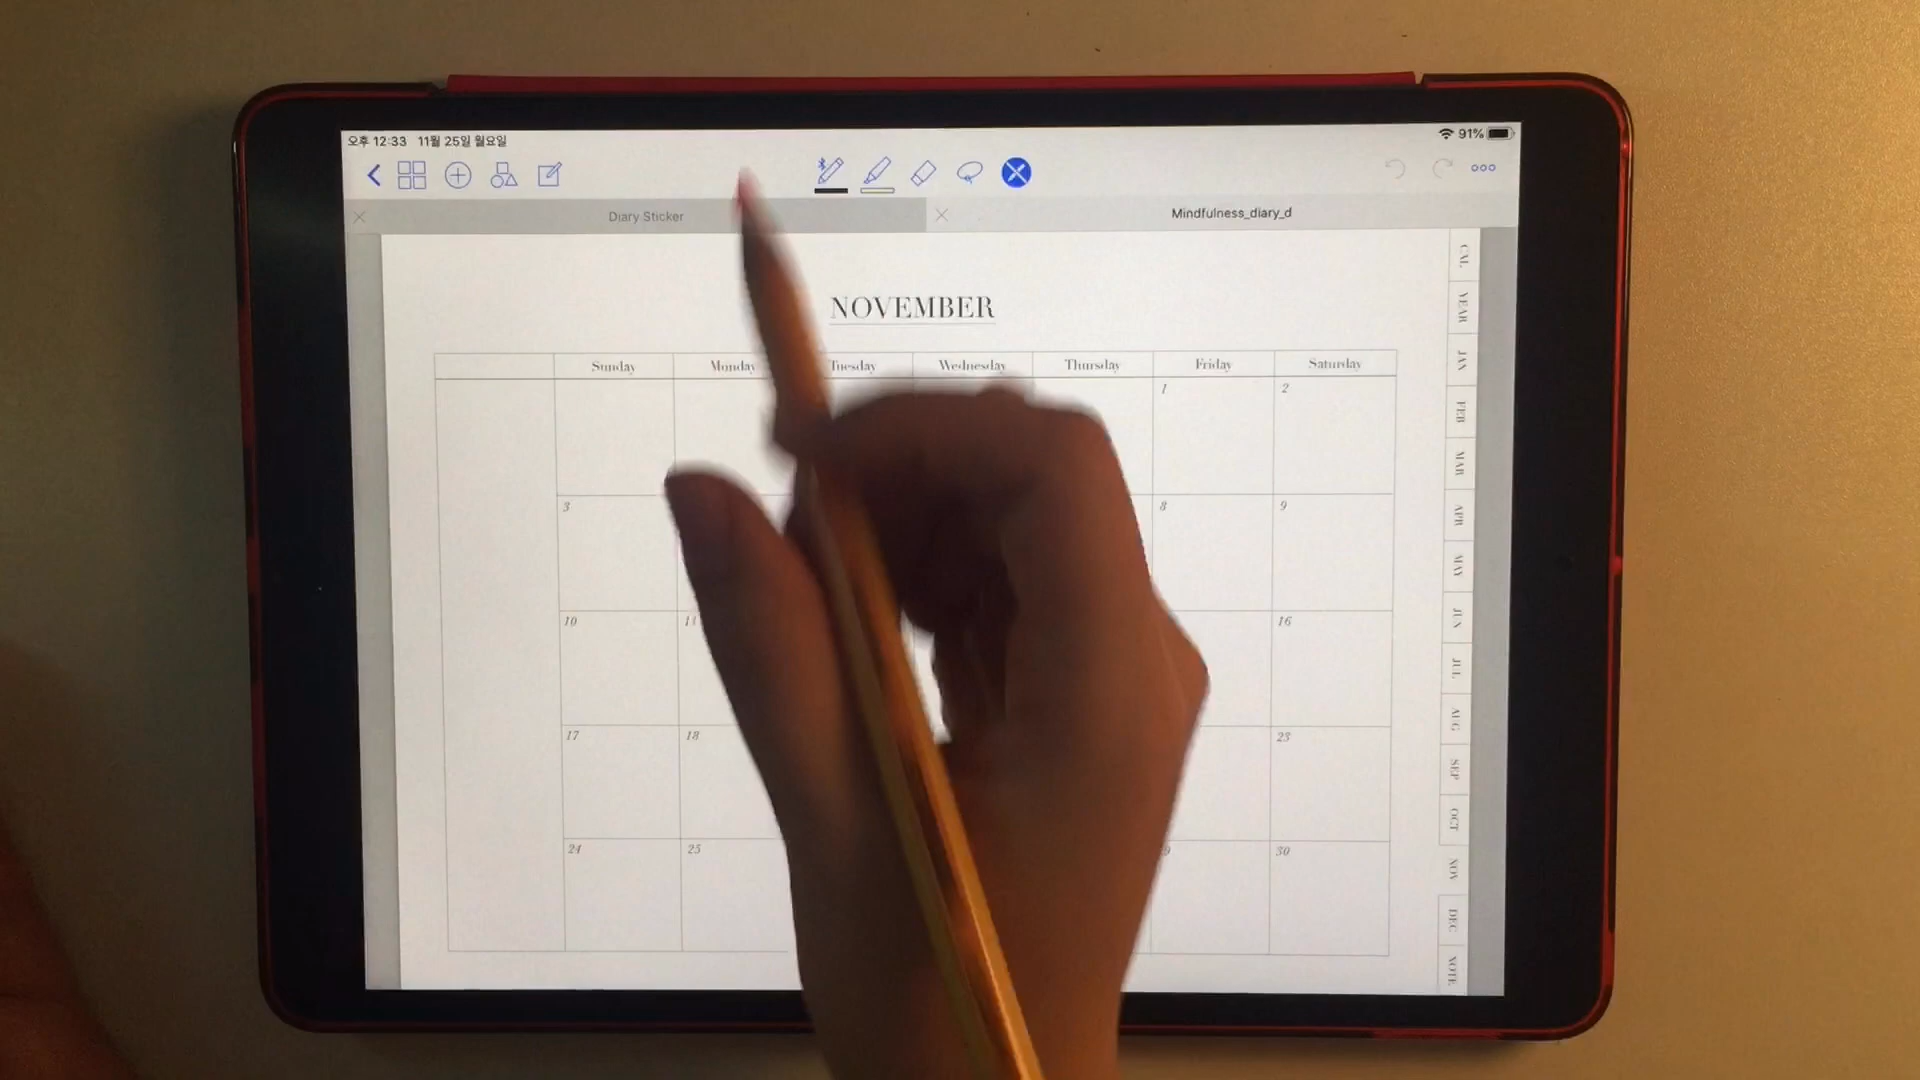 오후 12:33 11월 25일 월요일
91%
Diary Sticker
Mindfulness_diary_d
NOVEMBER
Sunday Monday Tuesday Wednesday Thursday Friday Saturday
1 2
3 8 9
10 11 16
17 18 23
24 25 30
CAL.
YEAR
JAN
FEB
MAR
APR
MAY
JUN
JUL
AUG
SEP
OCT
NOV
DEC
NOTE